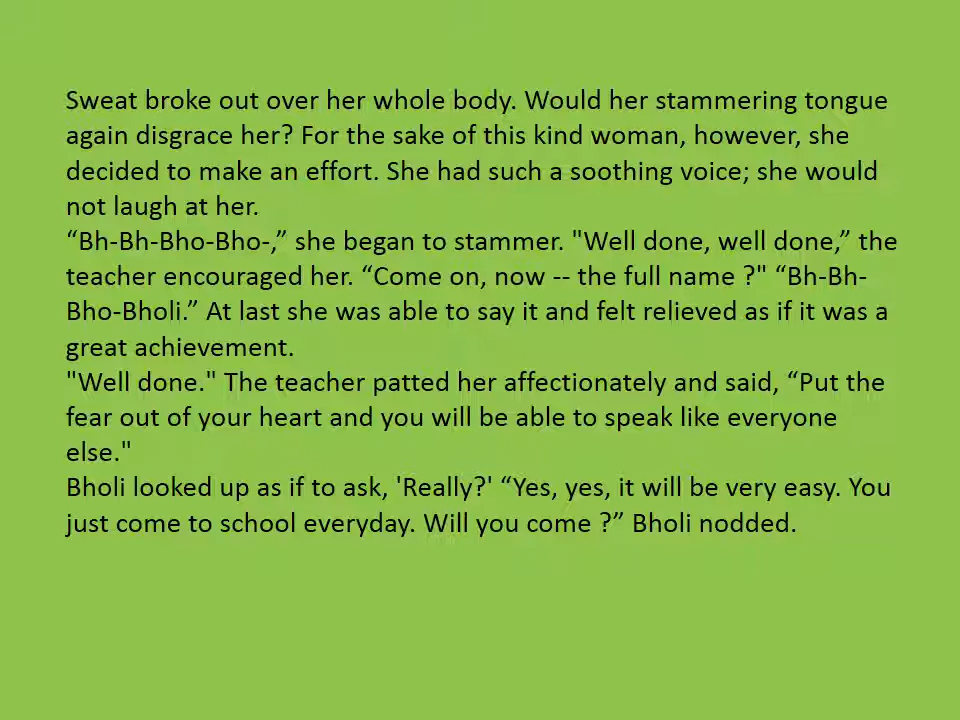 Sweat broke out over her whole body. Would her stammering tongue
again disgrace her? For the sake of this kind woman, however, she
decided to make an effort. She had such a soothing voice; she would
not laugh at her.
“Bh-Bh-Bho-Bho-,” she began to stammer. "Well done, well done,” the
teacher encouraged her. “Come on, now -- the full name ?" “Bh-Bh-
Bho-Bholi.” At last she was able to say it and felt relieved as if it was a
great achievement.
"Well done." The teacher patted her affectionately and said, “Put the
fear out of your heart and you will be able to speak like everyone
else."
Bholi looked up as if to ask, 'Really?' “Yes, yes, it will be very easy. You
just come to school everyday. Will you come ?” Bholi nodded.